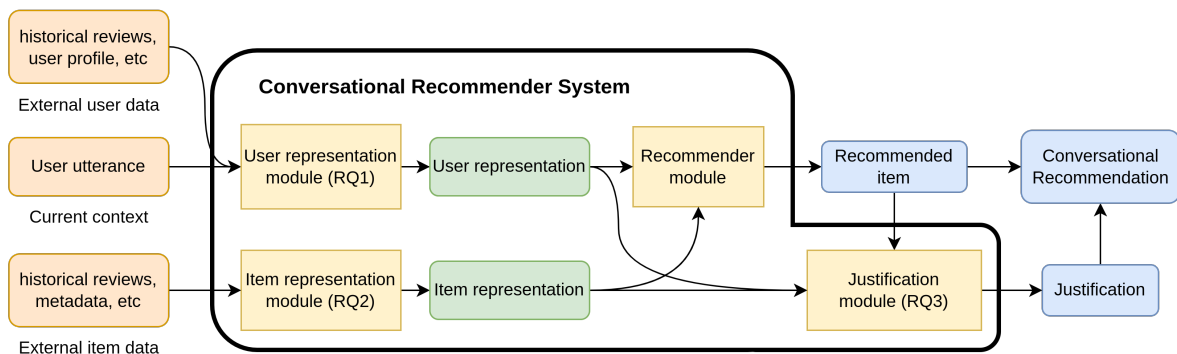 historical reviews,
user profile, etc
External user data
Conversational Recommender System
User utterance
Current context
User representation
module (RQ1)
User representation
Recommender
module
Recommended
item
Conversational
Recommendation
historical reviews,
metadata, etc
External item data
Item representation
module (RQ2)
Item representation
Justification
module (RQ3)
Justification